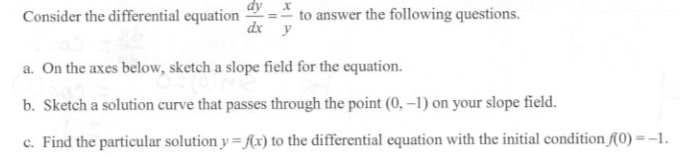 Consider the differential equation dy/dx = x/y to answer the following questions.
a. On the axes below, sketch a slope field for the equation.
b. Sketch a solution curve that passes through the point (0, –1) on your slope field.
c. Find the particular solution y = f(x) to the differential equation with the initial condition f(0) = –1.